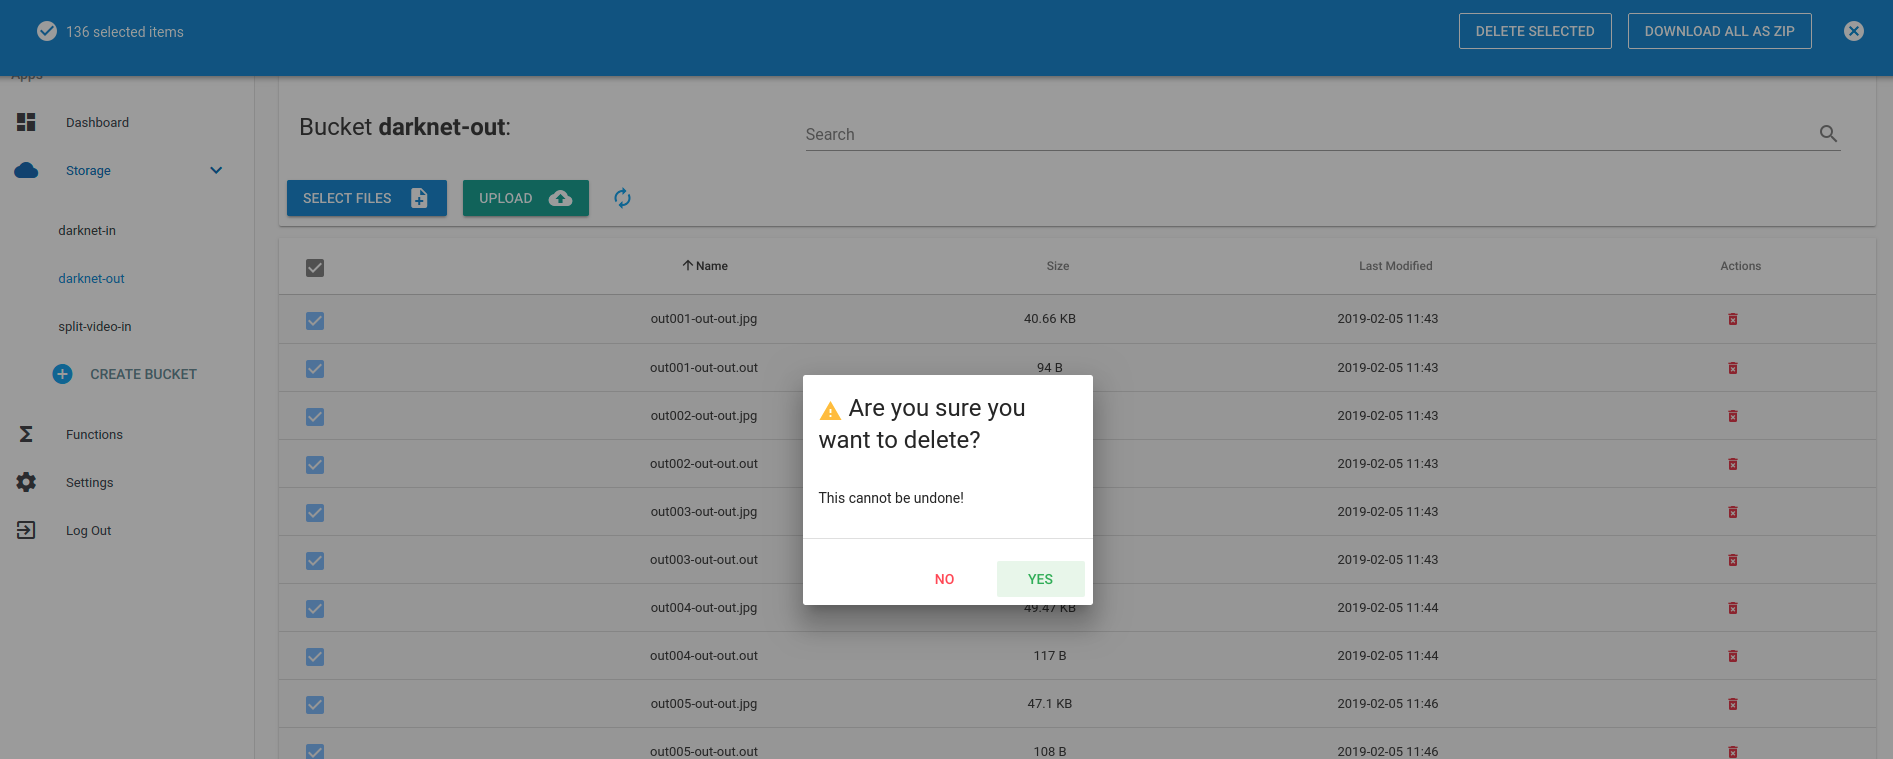 136 selected items
DELETE SELECTED
DOWNLOAD ALL AS ZIP
Apps
Dashboard
Storage
darknet-in
darknet-out
split-video-in
CREATE BUCKET
Functions
Settings
Log Out
Bucket darknet-out:
Search
SELECT FILES
UPLOAD
Name Size Last Modified Actions
out001-out-out.jpg 40.66 KB 2019-02-05 11:43
out001-out-out.out 94 B 2019-02-05 11:43
out002-out-out.jpg 2019-02-05 11:43
out002-out-out.out 2019-02-05 11:43
out003-out-out.jpg 2019-02-05 11:43
out003-out-out.out 2019-02-05 11:43
out004-out-out.jpg 49.47 KB 2019-02-05 11:44
out004-out-out.out 117 B 2019-02-05 11:44
out005-out-out.jpg 47.1 KB 2019-02-05 11:46
out005-out-out.out 108 B 2019-02-05 11:46
Are you sure you
want to delete?
This cannot be undone!
NO
YES